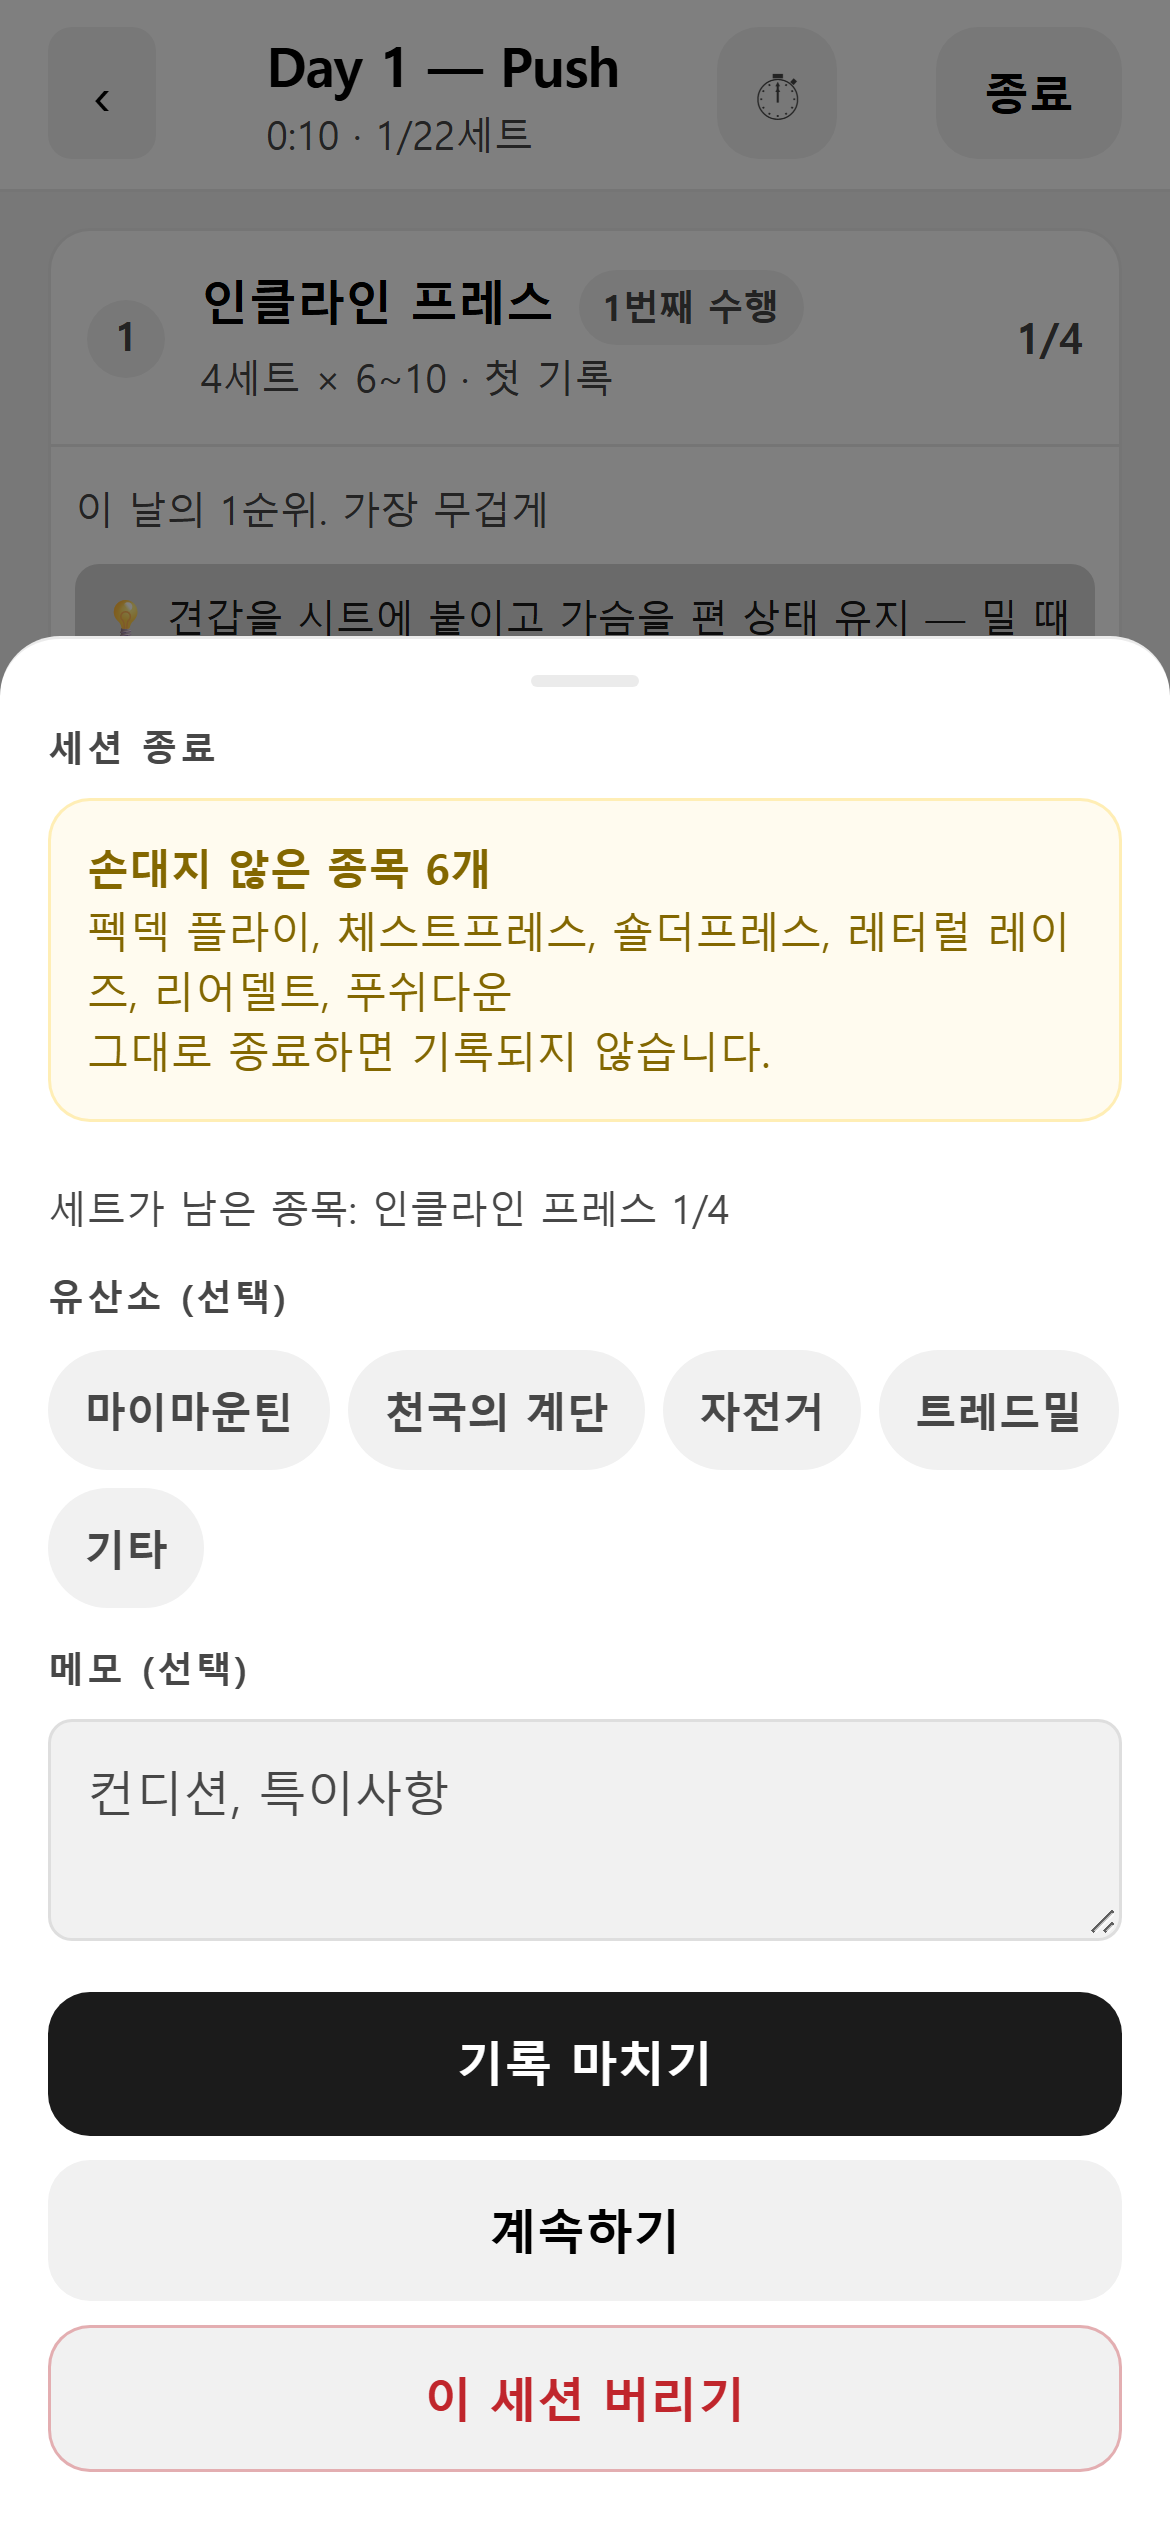 ‹
Day 1 — Push
0:10 · 1/22세트
종료
1
인클라인 프레스
1번째 수행
4세트 × 6~10 · 첫 기록
1/4
이 날의 1순위. 가장 무겁게
💡 견갑을 시트에 붙이고 가슴을 편 상태 유지 — 밀 때
세션 종료
손대지 않은 종목 6개
펙덱 플라이, 체스트프레스, 숄더프레스, 레터럴 레이
즈, 리어델트, 푸쉬다운
그대로 종료하면 기록되지 않습니다.
세트가 남은 종목: 인클라인 프레스 1/4
유산소 (선택)
마이마운틴
천국의 계단
자전거
트레드밀
기타
메모 (선택)
컨디션, 특이사항
기록 마치기
계속하기
이 세션 버리기